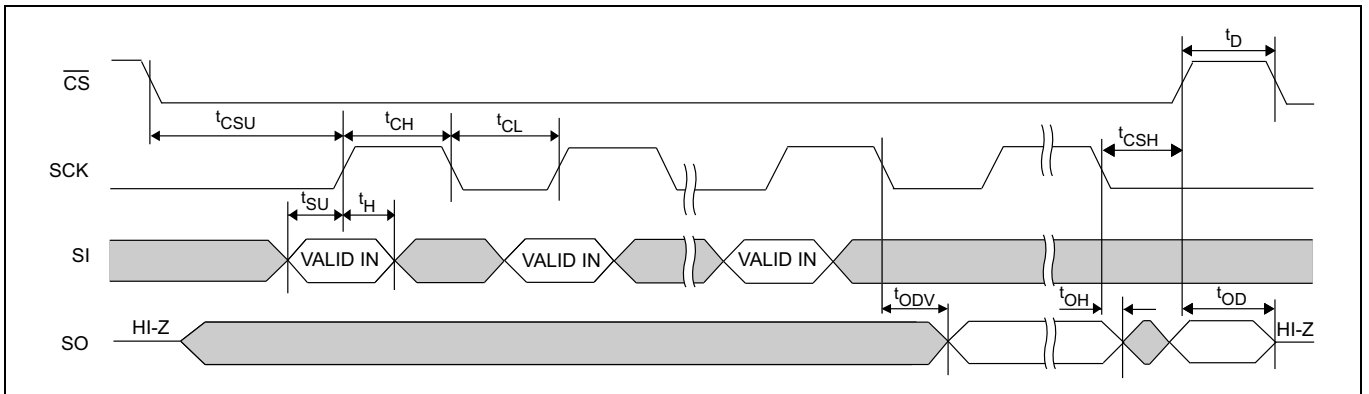 tD
CS
tCSU
tCH
tCL
tCSH
SCK
tSU
tH
SI
VALID IN
VALID IN
VALID IN
tODV
tOH
tOD
HI-Z
HI-Z
SO